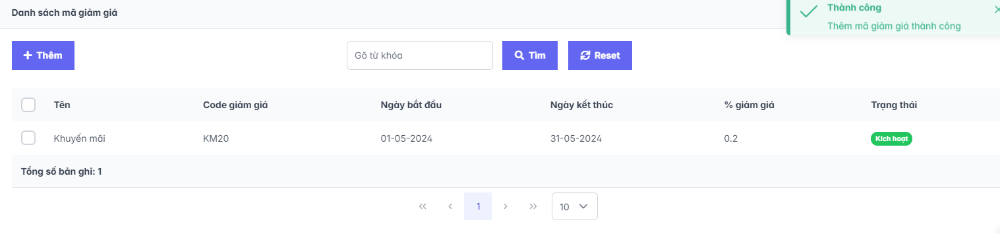 Danh sách mã giảm giá
Thành công
Thêm mã giảm giá thành công
Thêm
Gõ từ khóa
Tìm
Reset
Tên Code giảm giá Ngày bắt đầu Ngày kết thúc % giảm giá Trạng thái
Khuyến mãi KM20 01-05-2024 31-05-2024 0.2 Kích hoạt
Tổng số bản ghi: 1
1 10